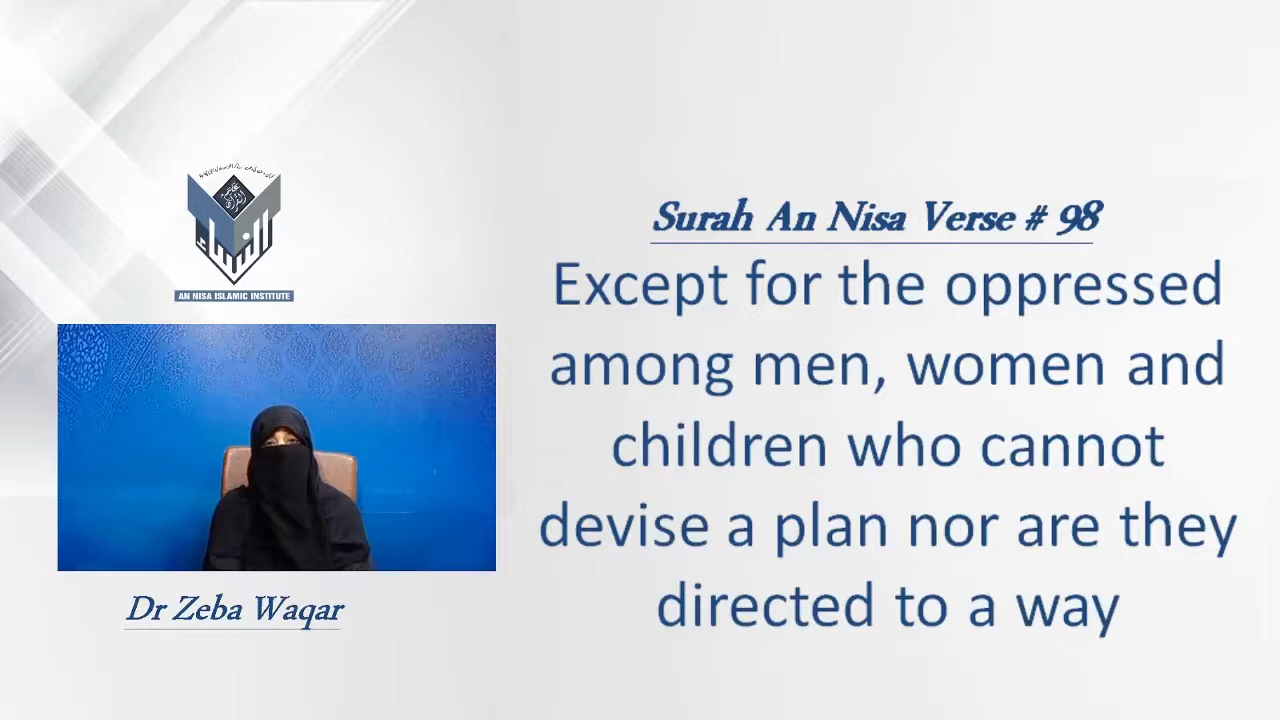 AN NISA ISLAMIC INSTITUTE
Dr Zeba Waqar
Surah An Nisa Verse # 98
Except for the oppressed
among men, women and
children who cannot
devise a plan nor are they
directed to a way